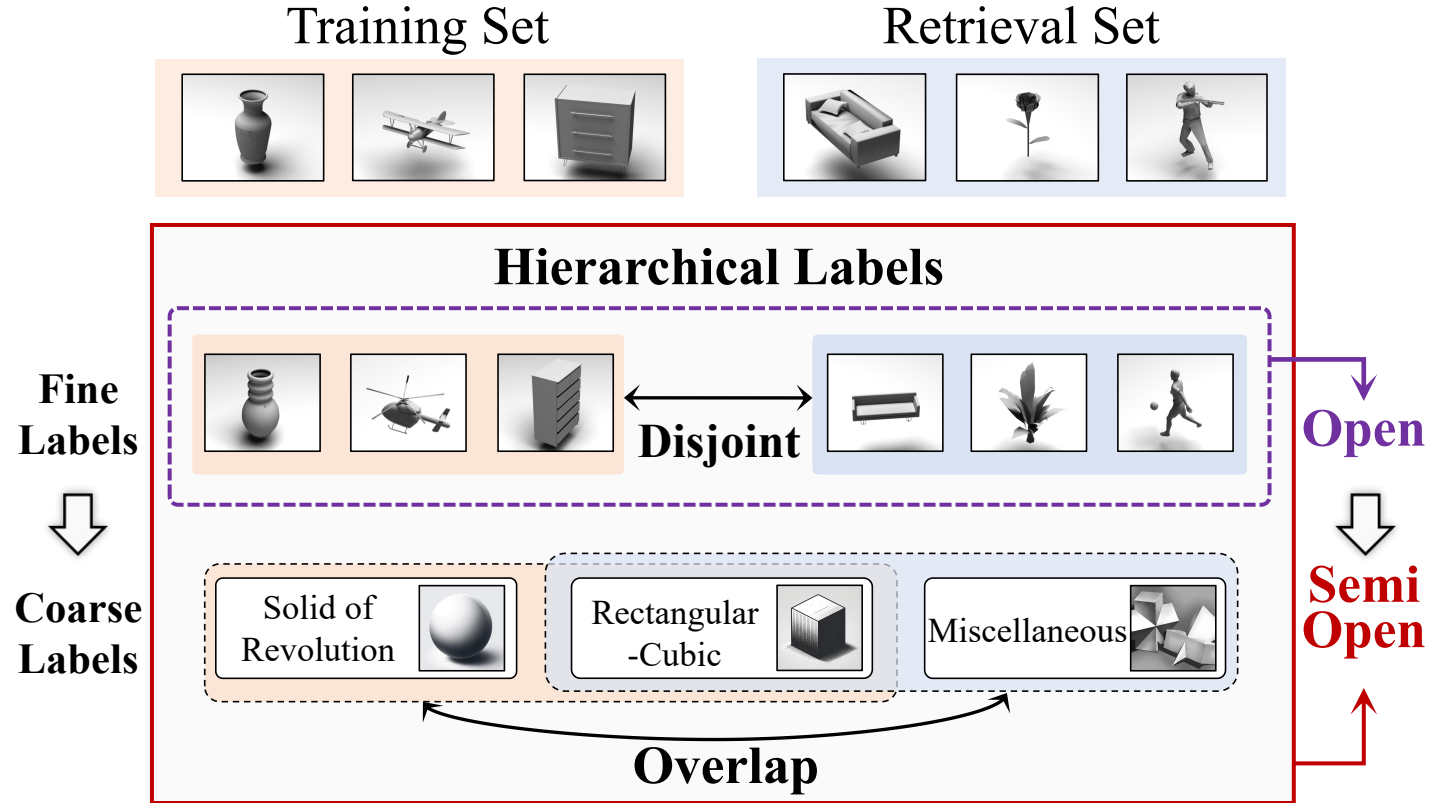 Training Set
Retrieval Set
Hierarchical Labels
Fine
Labels
Disjoint
Open
Coarse
Labels
Solid of
Revolution
Rectangular
-Cubic
Miscellaneous
Semi
Open
Overlap